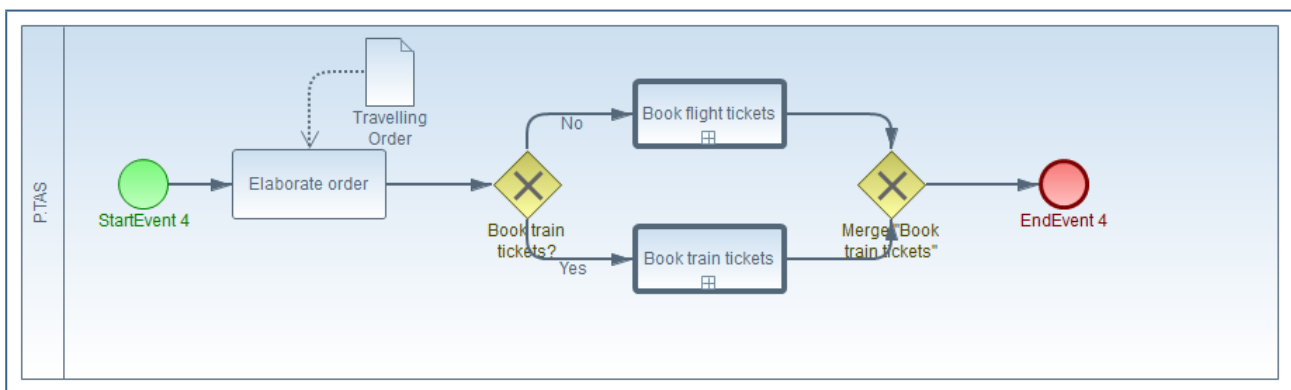 P.TAS
Travelling
Order
StartEvent 4
Elaborate order
Book train
tickets?
No
Yes
Book flight tickets
Book train tickets
Merge "Book
train tickets"
EndEvent 4